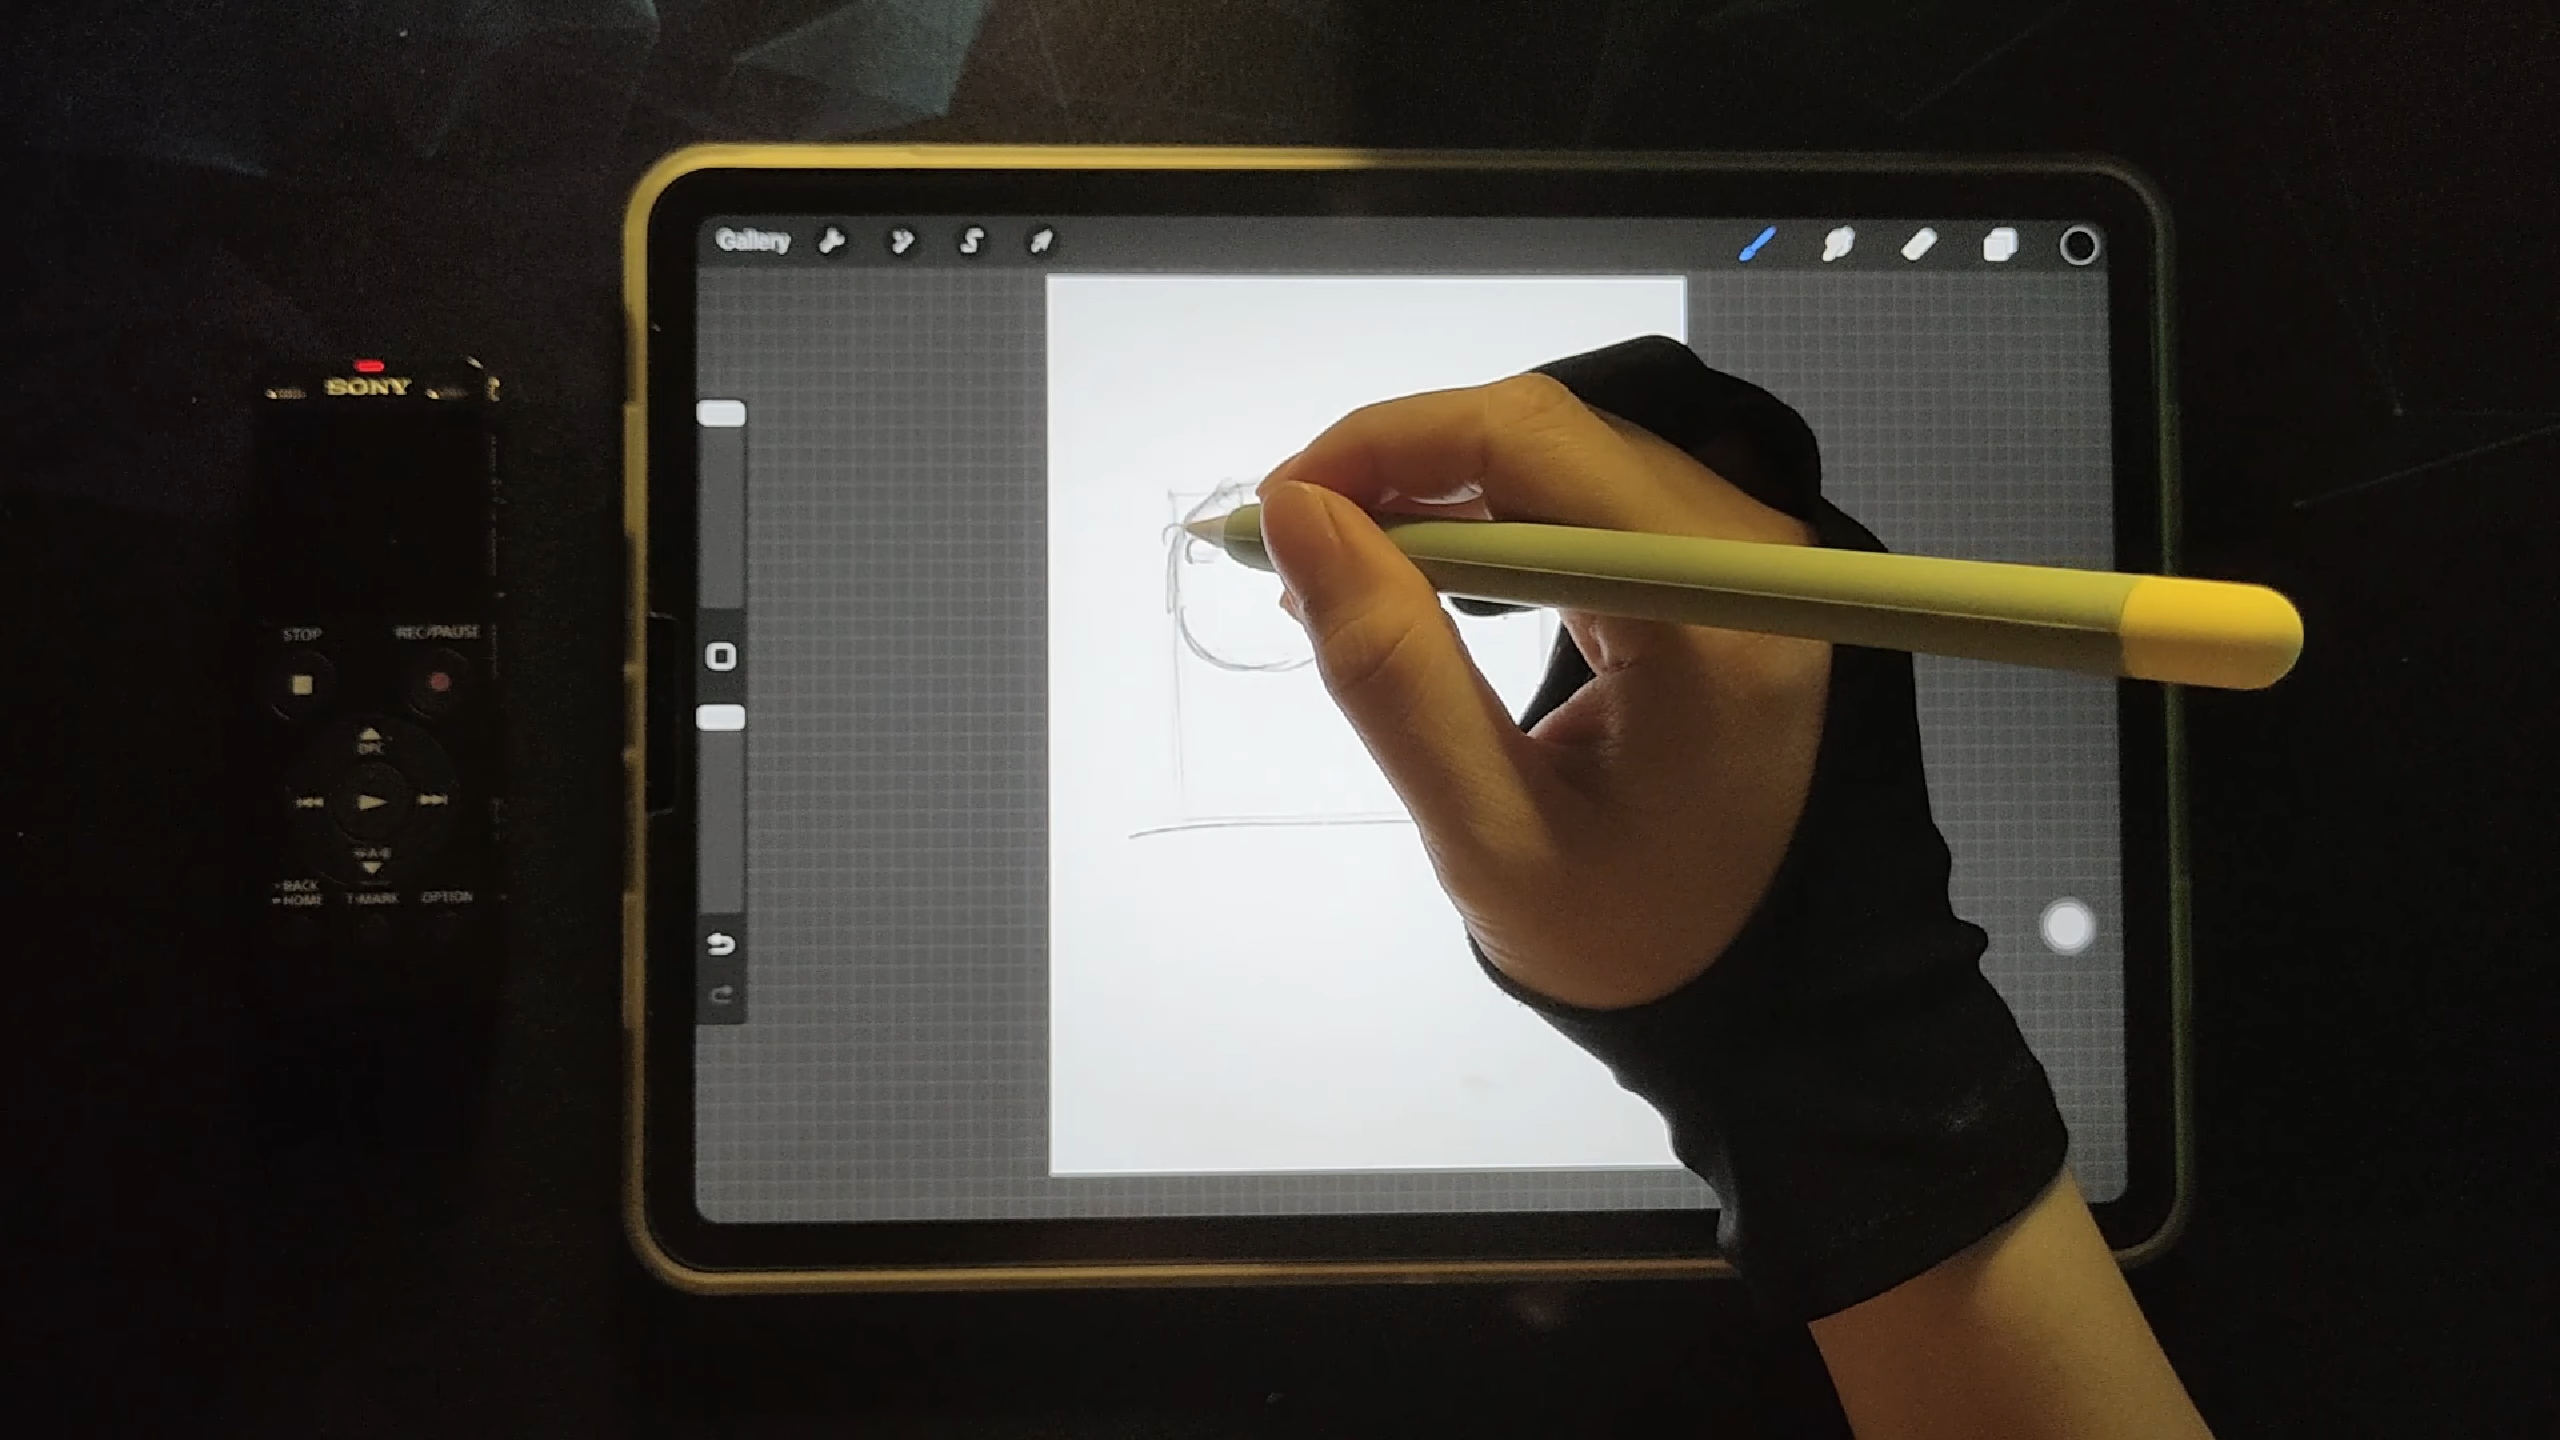 Gallery
SONY
STOP REC/PAUSE
DPC
A-B
BACK
HOME T-MARK OPTION